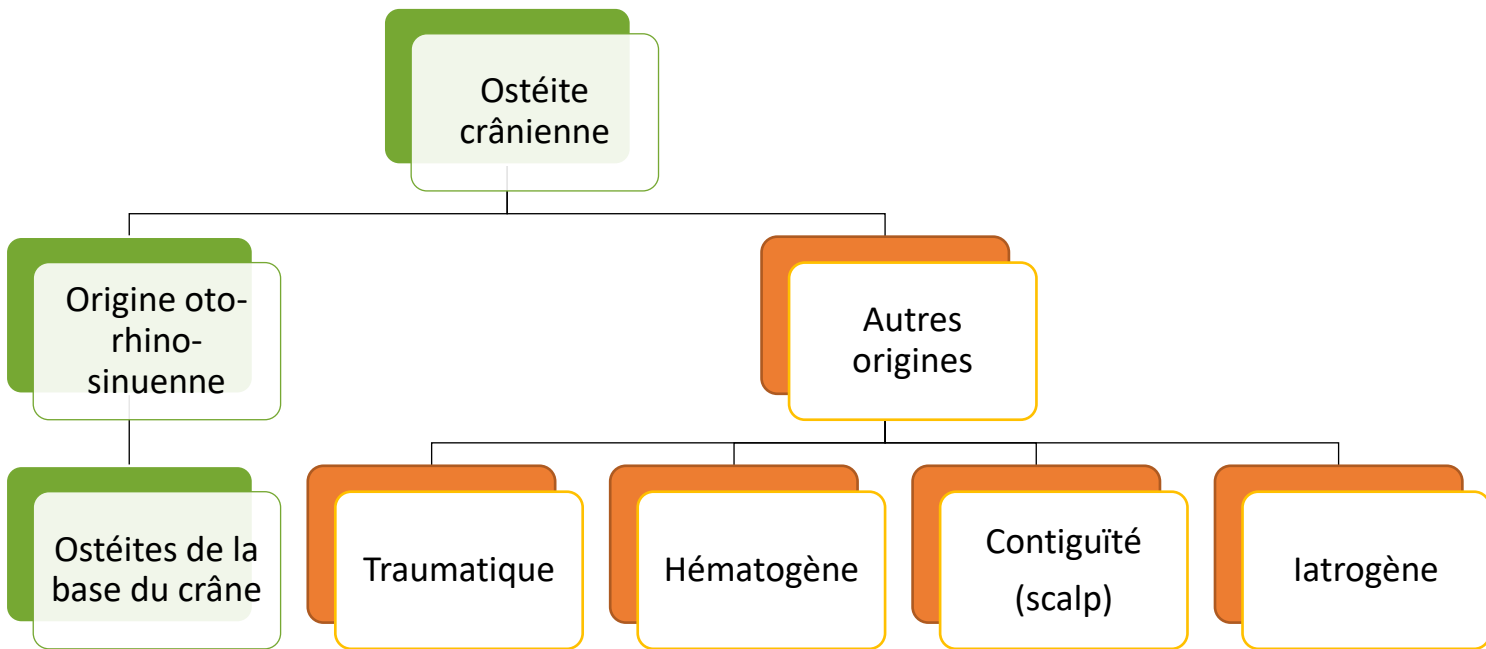 Ostéite
crânienne
Origine oto-
rhino-
sinuenne
Autres
origines
Ostéites de la
base du crâne
Traumatique
Hématogène
Contiguïté
(scalp)
Iatrogène